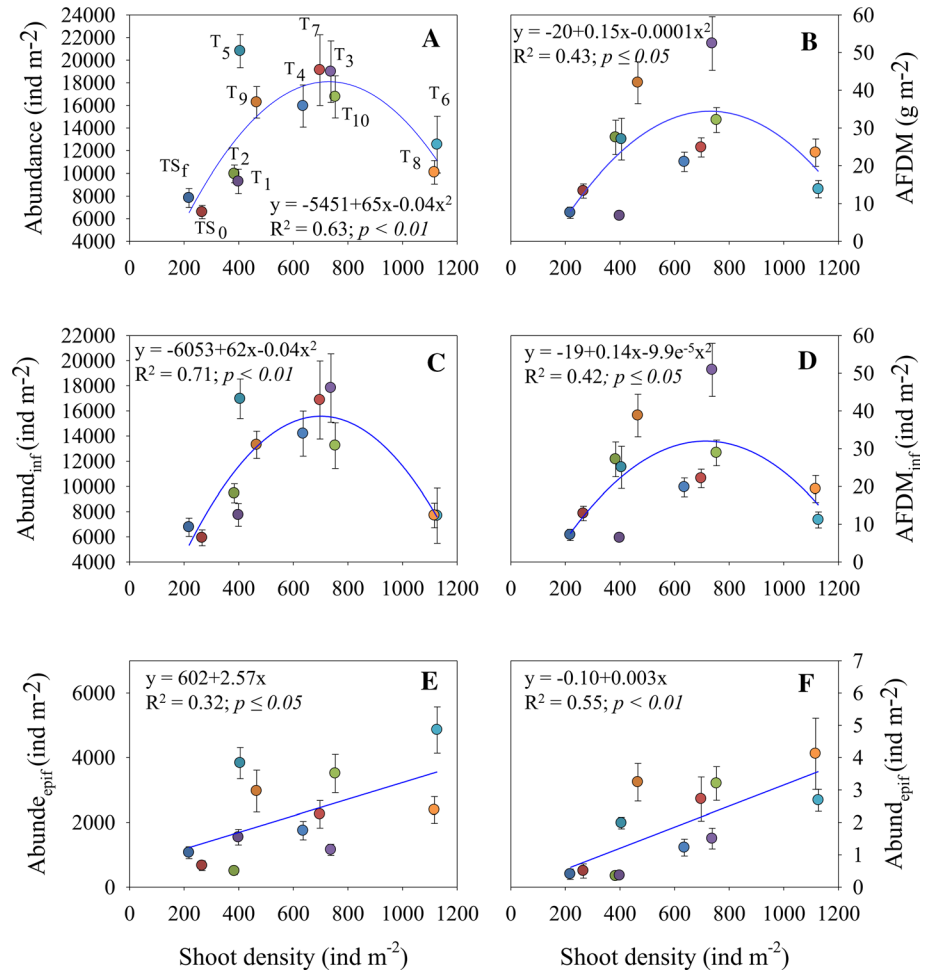 24000
22000
20000
18000
16000
14000
12000
10000
8000
6000
4000
Abundance (ind m-2)
A
T5
T7
T3
T4
T9
T10
T6
T8
TSf
T2
T1
TS0
y = -5451+65x-0.04x2
R2 = 0.63; p < 0.01
0 200 400 600 800 1000 1200
y = -20+0.15x-0.0001x2
R2 = 0.43; p ≤ 0.05
B
60
50
40
30
20
10
0
AFDM (g m-2)
0 200 400 600 800 1000 1200
22000
20000
18000
16000
14000
12000
10000
8000
6000
4000
Abundinf (ind m-2)
y = -6053+62x-0.04x2
R2 = 0.71; p < 0.01
C
0 200 400 600 800 1000 1200
y = -19+0.14x-9.9e-5x2
R2 = 0.42; p ≤ 0.05
D
60
50
40
30
20
10
0
AFDMinf (ind m-2)
0 200 400 600 800 1000 1200
6000
4000
2000
0
Abundeepif (ind m-2)
y = 602+2.57x
R2 = 0.32; p ≤ 0.05
E
0 200 400 600 800 1000 1200
Shoot density (ind m-2)
y = -0.10+0.003x
R2 = 0.55; p < 0.01
F
7
6
5
4
3
2
1
0
Abundepif (ind m-2)
0 200 400 600 800 1000 1200
Shoot density (ind m-2)